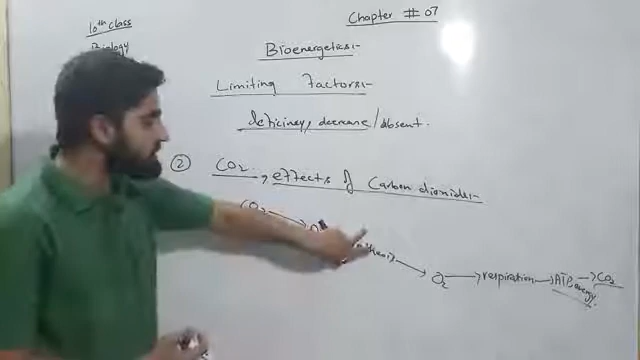 10th class
Biology
Chapter # 07
Bioenergetics:-
Limiting Factors:-
deficiney, decrease/absent.
② CO2. , effects of Carbon dioxide:-
CO2 → → O2 → respiration → ATP, energy. → CO2